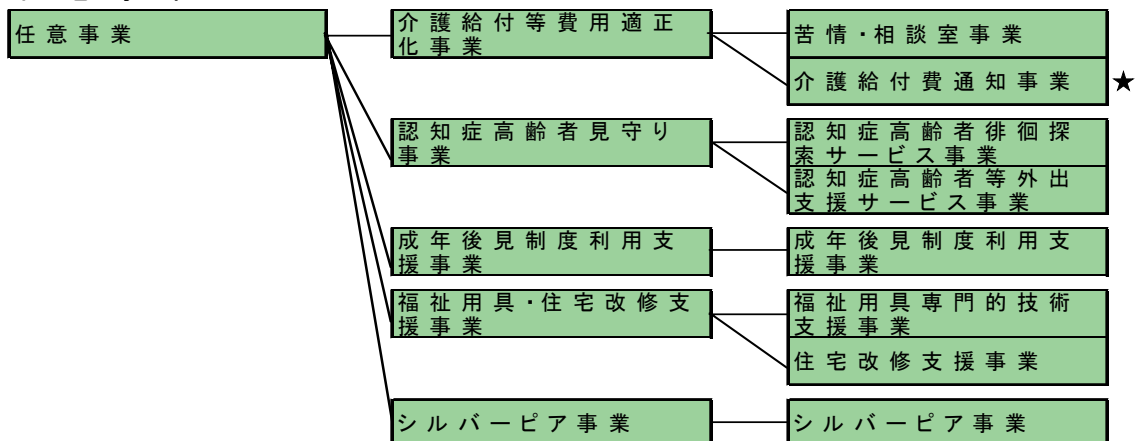 任意事業
介護給付等費用適正
化事業
苦情・相談室事業
介護給付費通知事業 ★
認知症高齢者見守り
事業
認知症高齢者徘徊探
索サービス事業
認知症高齢者等外出
支援サービス事業
成年後見制度利用支
援事業
成年後見制度利用支
援事業
福祉用具・住宅改修支
援事業
福祉用具専門的技術
支援事業
住宅改修支援事業
シルバーピア事業
シルバーピア事業